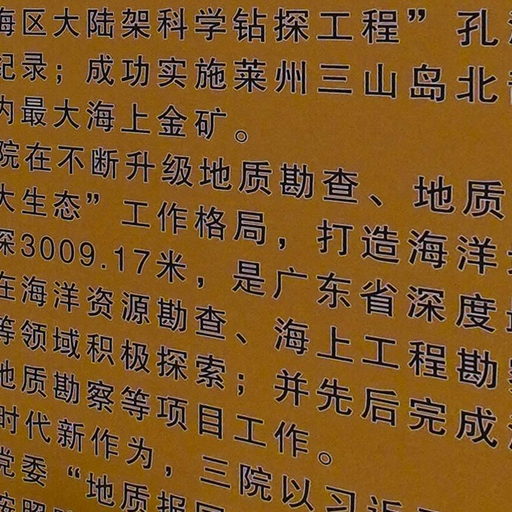 海区大陆架科学钻探工程”孔
纪录；成功实施莱州三山岛北
内最大海上金矿。
院在不断升级地质勘查、地质
大生态”工作格局，打造海洋
深3009.17米，是广东省深度
在海洋资源勘查、海上工程勘
等领域积极探索；并先后完成
地质勘察等项目工作。
时代新作为，三院以习近
党委“地质报国